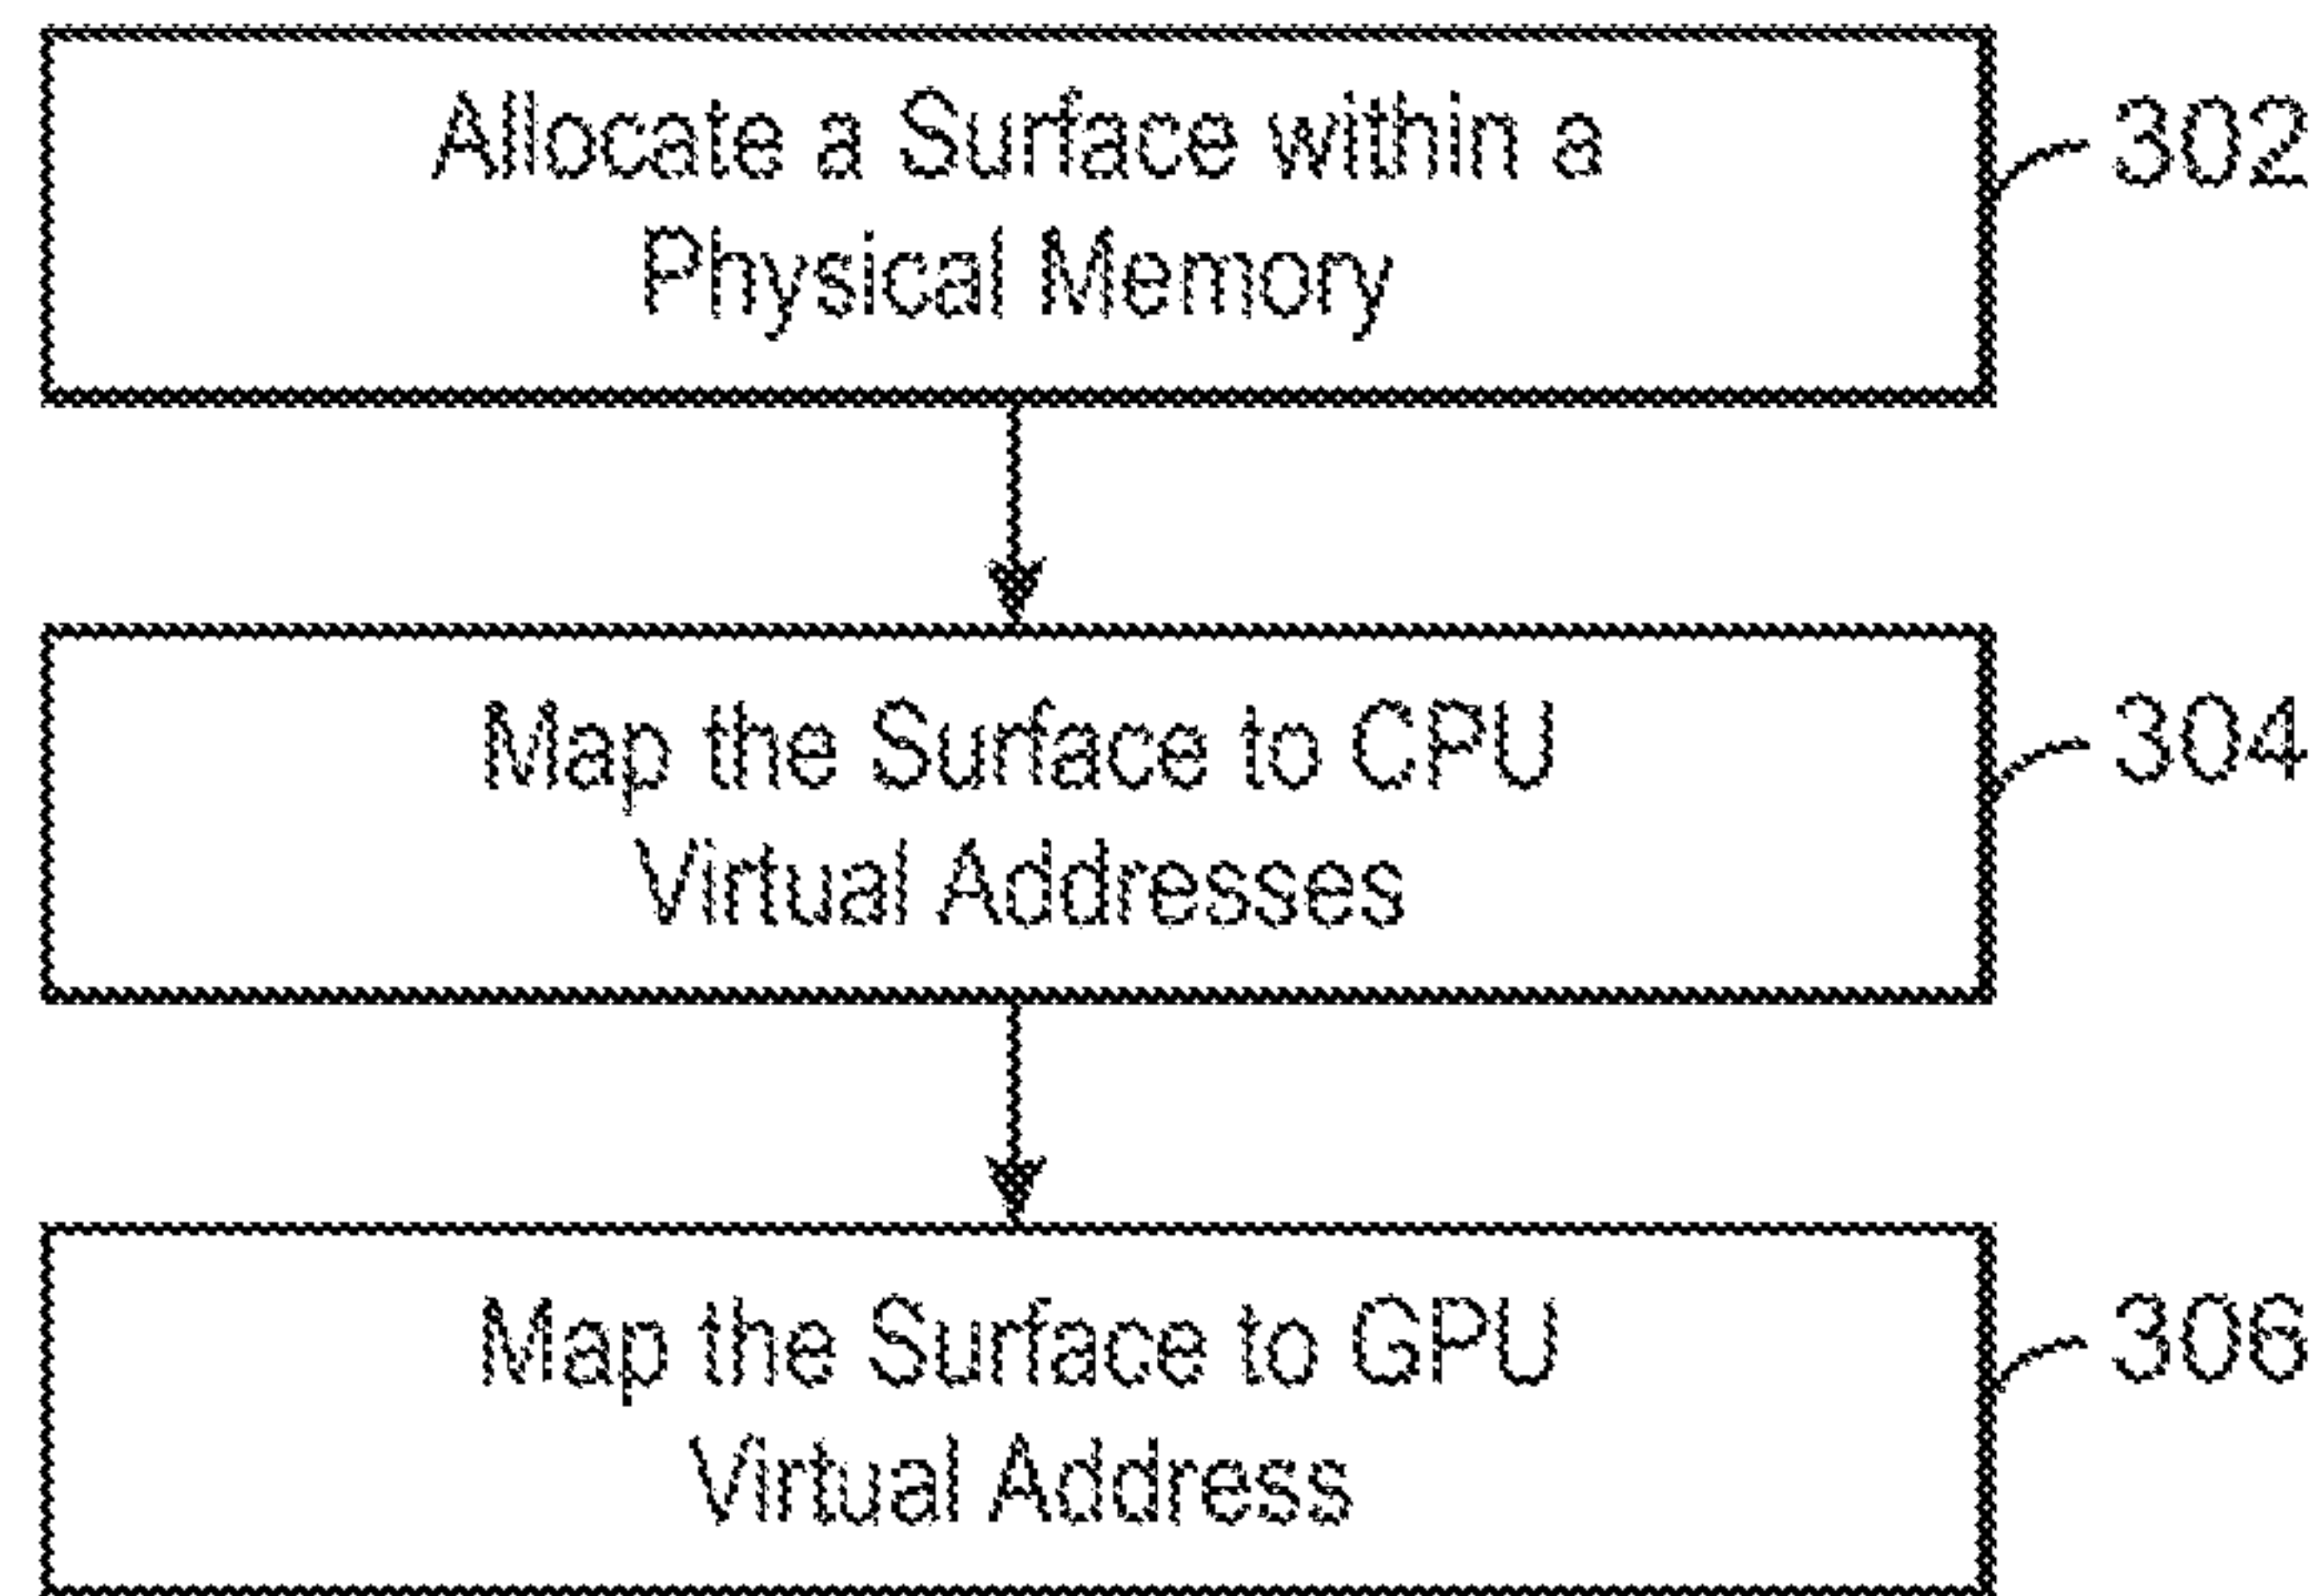 Allocate a Surface within a
Physical Memory
302
Map the Surface to CPU
Virtual Addresses
304
Map the Surface to GPU
Virtual Address
306